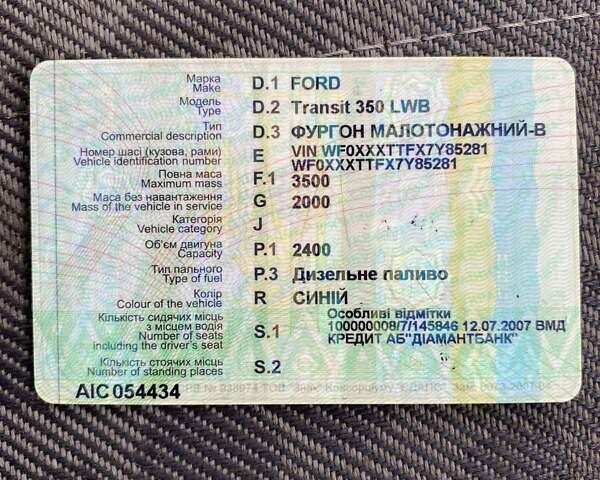 Марка D.1 FORD
Make
Модель D.2 Transit 350 LWB
Type
Тип D.3 ФУРГОН МАЛОТОНАЖНИЙ-В
Commercial description
Номер шасі (кузова, рами) E VIN WF0XXXTTFX7Y85281
Vehicle identification number WF0XXXTTFX7Y85281
Повна маса F.1 3500
Maximum mass
Маса без навантаження G 2000
Mass of the vehicle in service
Категорія J
Vehicle category
Об'єм двигуна P.1 2400
Capacity
Тип пального P.3 Дизельне паливо
Type of fuel
Колір R СИНІЙ
Colour of the vehicle
Кількість сидячих місць Особливі відмітки
з місцем водія S.1 100000008/7/145846 12.07.2007 ВМД
Number of seats КРЕДИТ АБ"ДІАМАНТБАНК"
including the driver's seat
Кількість стоячих місць S.2
Number of standing places
АІС 054434